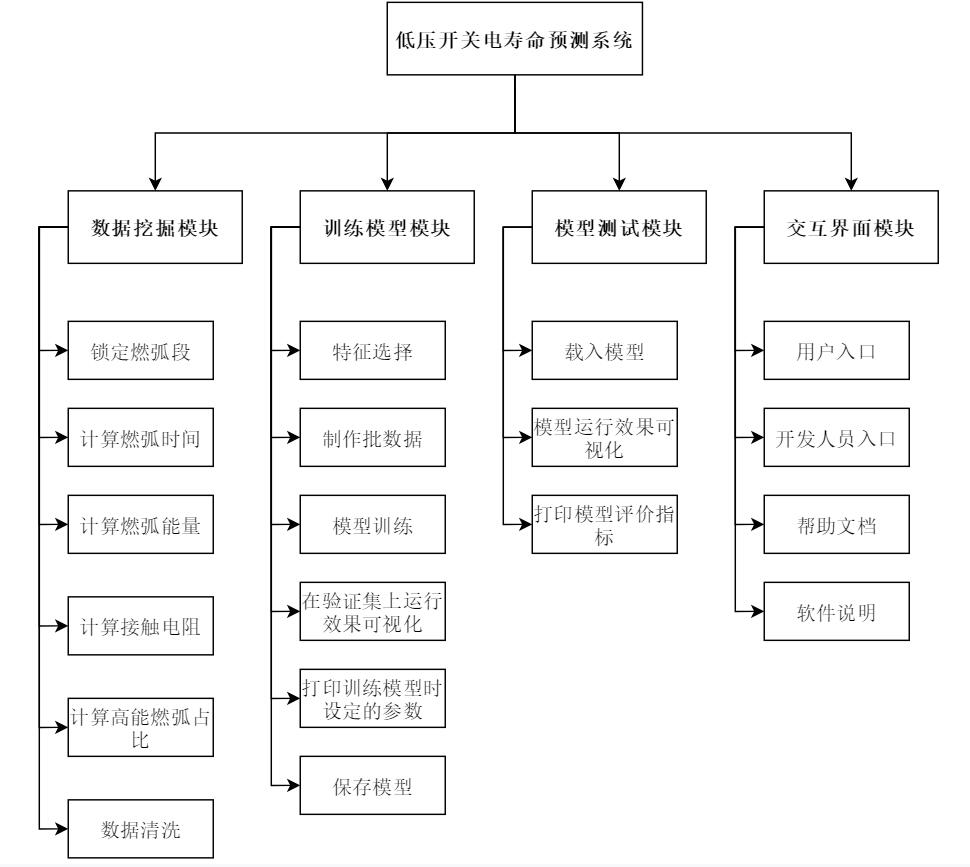 低压开关电寿命预测系统
数据挖掘模块
训练模型模块
模型测试模块
交互界面模块
锁定燃弧段
计算燃弧时间
计算燃弧能量
计算接触电阻
计算高能燃弧占
比
数据清洗
特征选择
制作批数据
模型训练
在验证集上运行
效果可视化
打印训练模型时
设定的参数
保存模型
载入模型
模型运行效果可
视化
打印模型评价指
标
用户入口
开发人员入口
帮助文档
软件说明